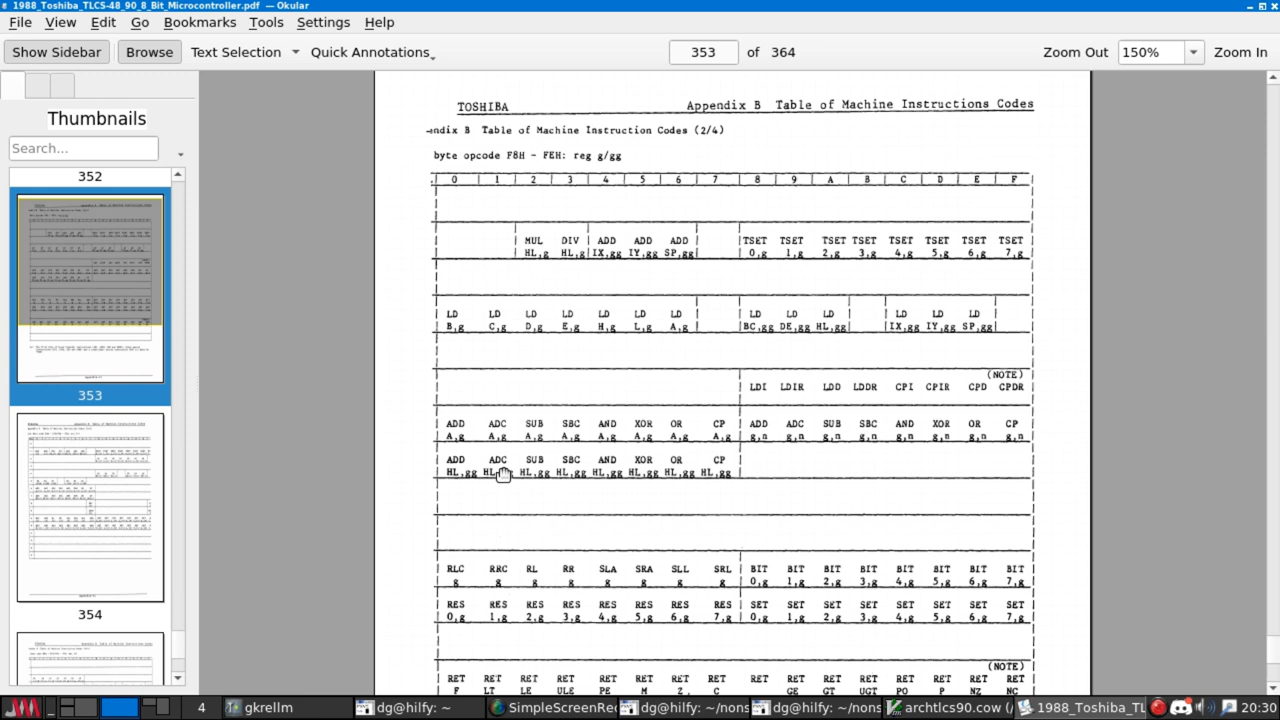 1988_Toshiba_TLCS-48_90_8_Bit_Microcontroller.pdf — Okular
File View Edit Go Bookmarks Tools Settings Help
Show Sidebar Browse Text Selection Quick Annotations 353 of 364 Zoom Out 150% Zoom In
Thumbnails
Search...
352
353
354
TOSHIBA Appendix B Table of Machine Instructions Codes
endix B Table of Machine Instruction Codes (2/4)
byte opcode F8H - FEH: reg g/gg
0 1 2 3 4 5 6 7 8 9 A B C D E F
MUL DIV ADD ADD ADD TSET TSET TSET TSET TSET TSET TSET TSET
HL,g HL,g IX,gg IY,gg SP,gg 0,g 1,g 2,g 3,g 4,g 5,g 6,g 7,g
LD LD LD LD LD LD LD LD LD LD LD LD LD
B,g C,g D,g E,g H,g L,g A,g BC,gg DE,gg HL,gg IX,gg IY,gg SP,gg
(NOTE)
LDI LDIR LDD LDDR CPI CPIR CPD CPDR
ADD ADC SUB SBC AND XOR OR CP ADD ADC SUB SBC AND XOR OR CP
A,g A,g A,g A,g A,g A,g A,g A,g g,n g,n g,n g,n g,n g,n g,n g,n
ADD ADC SUB SBC AND XOR OR CP
HL,gg HL HL,gg HL,gg HL,gg HL,gg HL,gg HL,gg
RLC RRC RL RR SLA SRA SLL SRL BIT BIT BIT BIT BIT BIT BIT BIT
g g g g g g g g 0,g 1,g 2,g 3,g 4,g 5,g 6,g 7,g
RES RES RES RES RES RES RES RES SET SET SET SET SET SET SET SET
0,g 1,g 2,g 3,g 4,g 5,g 6,g 7,g 0,g 1,g 2,g 3,g 4,g 5,g 6,g 7,g
(NOTE)
RET RET RET RET RET RET RET RET RET RET RET RET RET RET RET RET
F LT LE ULE PE M Z C GE GT UGT PO P NZ NC
4 gkrellm dg@hilfy: ~ SimpleScreenRec dg@hilfy: ~/nons dg@hilfy: ~/nons archtlcs90.cow (/ 1988_Toshiba_TL 20:30